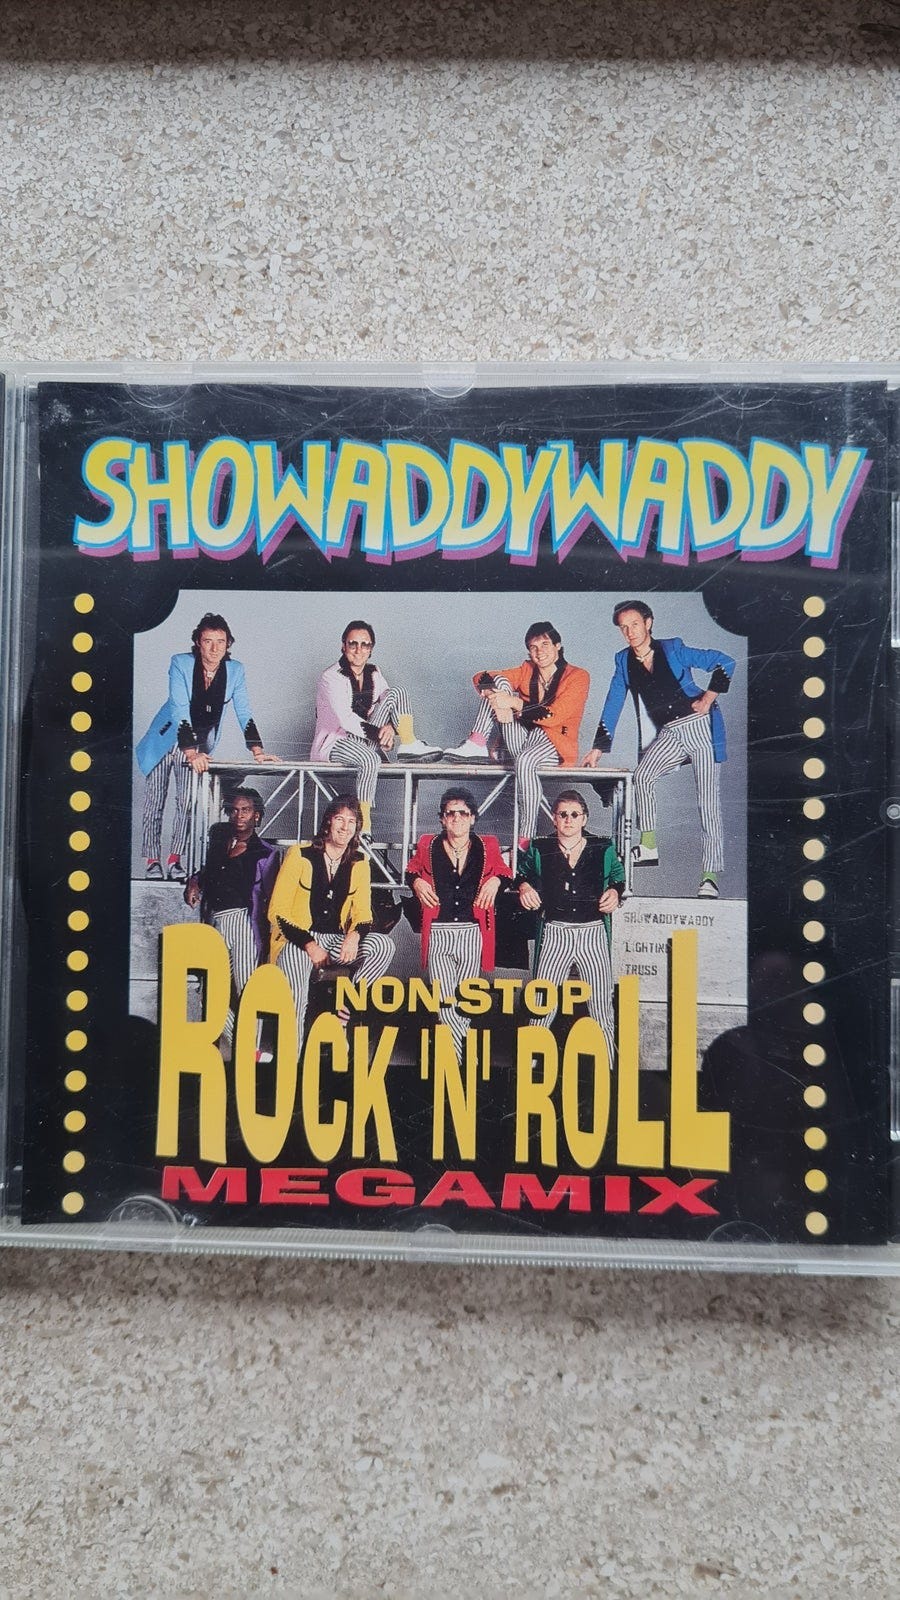 SHOWADDYWADDY
SHOWADDYWADDY
LIGHTING
TRUSS
NON-STOP
ROCK 'N' ROLL
MEGAMIX